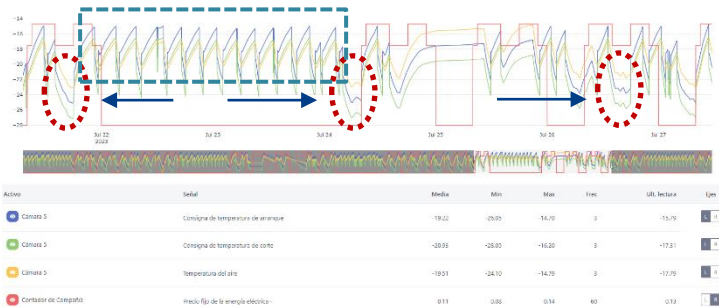 -14
-16
-18
-20
-22
-24
-26
-28
Jul 22
2023
Jul 23
Jul 24
Jul 25
Jul 26
Jul 27
Activo Señal Media Min Max Frec Ult. lectura Ejes
Cámara 5 Consigna de temperatura de arranque -19.22 -26.05 -14.70 3 -15.79 L R
Cámara 5 Consigna de temperatura de corte -20.93 -28.05 -16.20 3 -17.31 L R
Cámara 5 Temperatura del aire -19.51 -24.10 -14.79 3 -17.79 L R
Contador de Compañía Precio fijo de la energía eléctrica - 0.11 0.08 0.14 60 0.13 L R